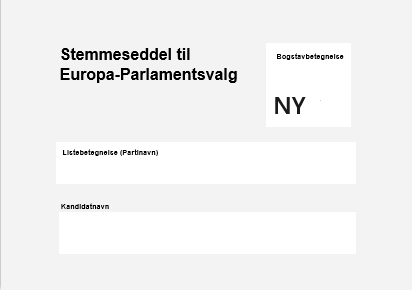 Stemmeseddel til
Europa-Parlamentsvalg
Bogstavbetegnelse
NY
Listebetegnelse (Partinavn)
Kandidatnavn